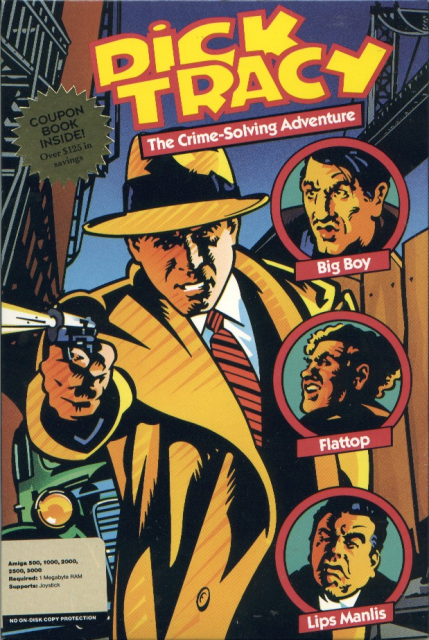 DiCK
TRACY
The Crime-Solving Adventure
COUPON
BOOK
INSIDE!
Over $125 in
savings
Big Boy
Flattop
Lips Manlis
Amiga 500, 1000, 2000,
2500, 3000
Required: 1 Megabyte RAM
Supports: Joystick
NO ON-DISK COPY PROTECTION